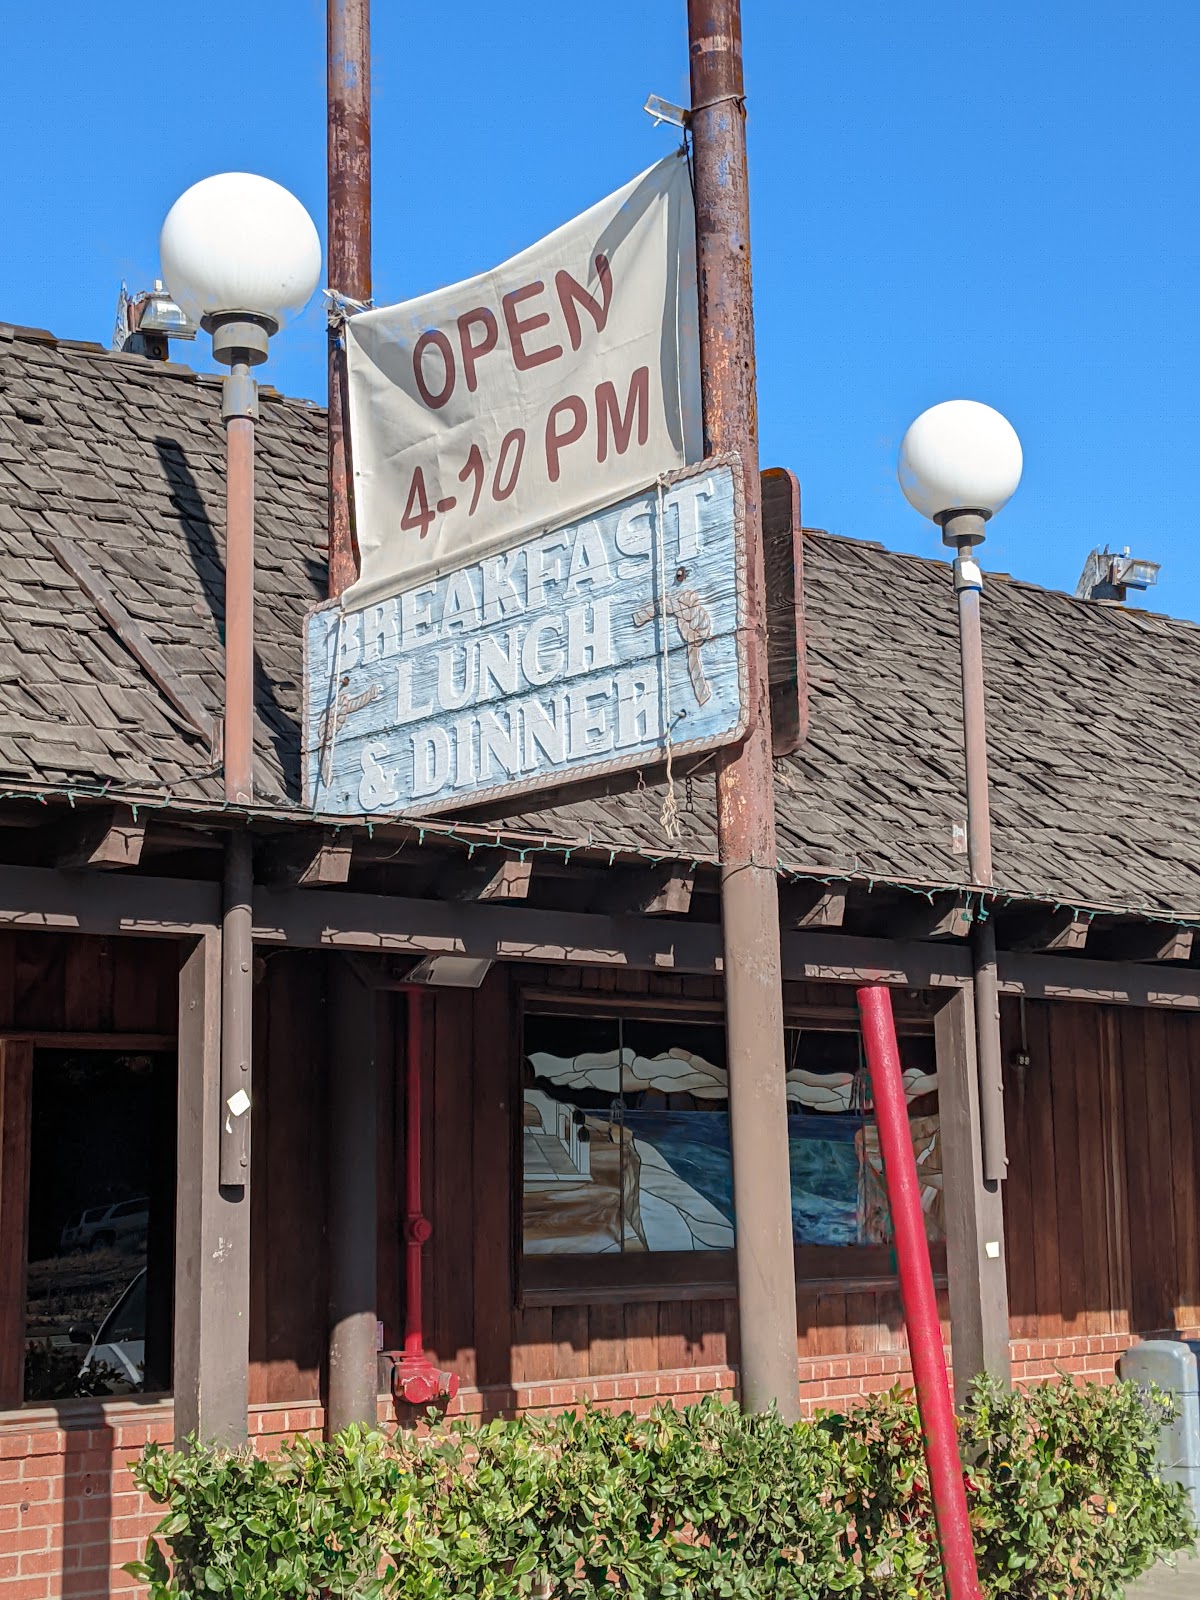 OPEN
4-10 PM
BREAKFAST
LUNCH
& DINNER